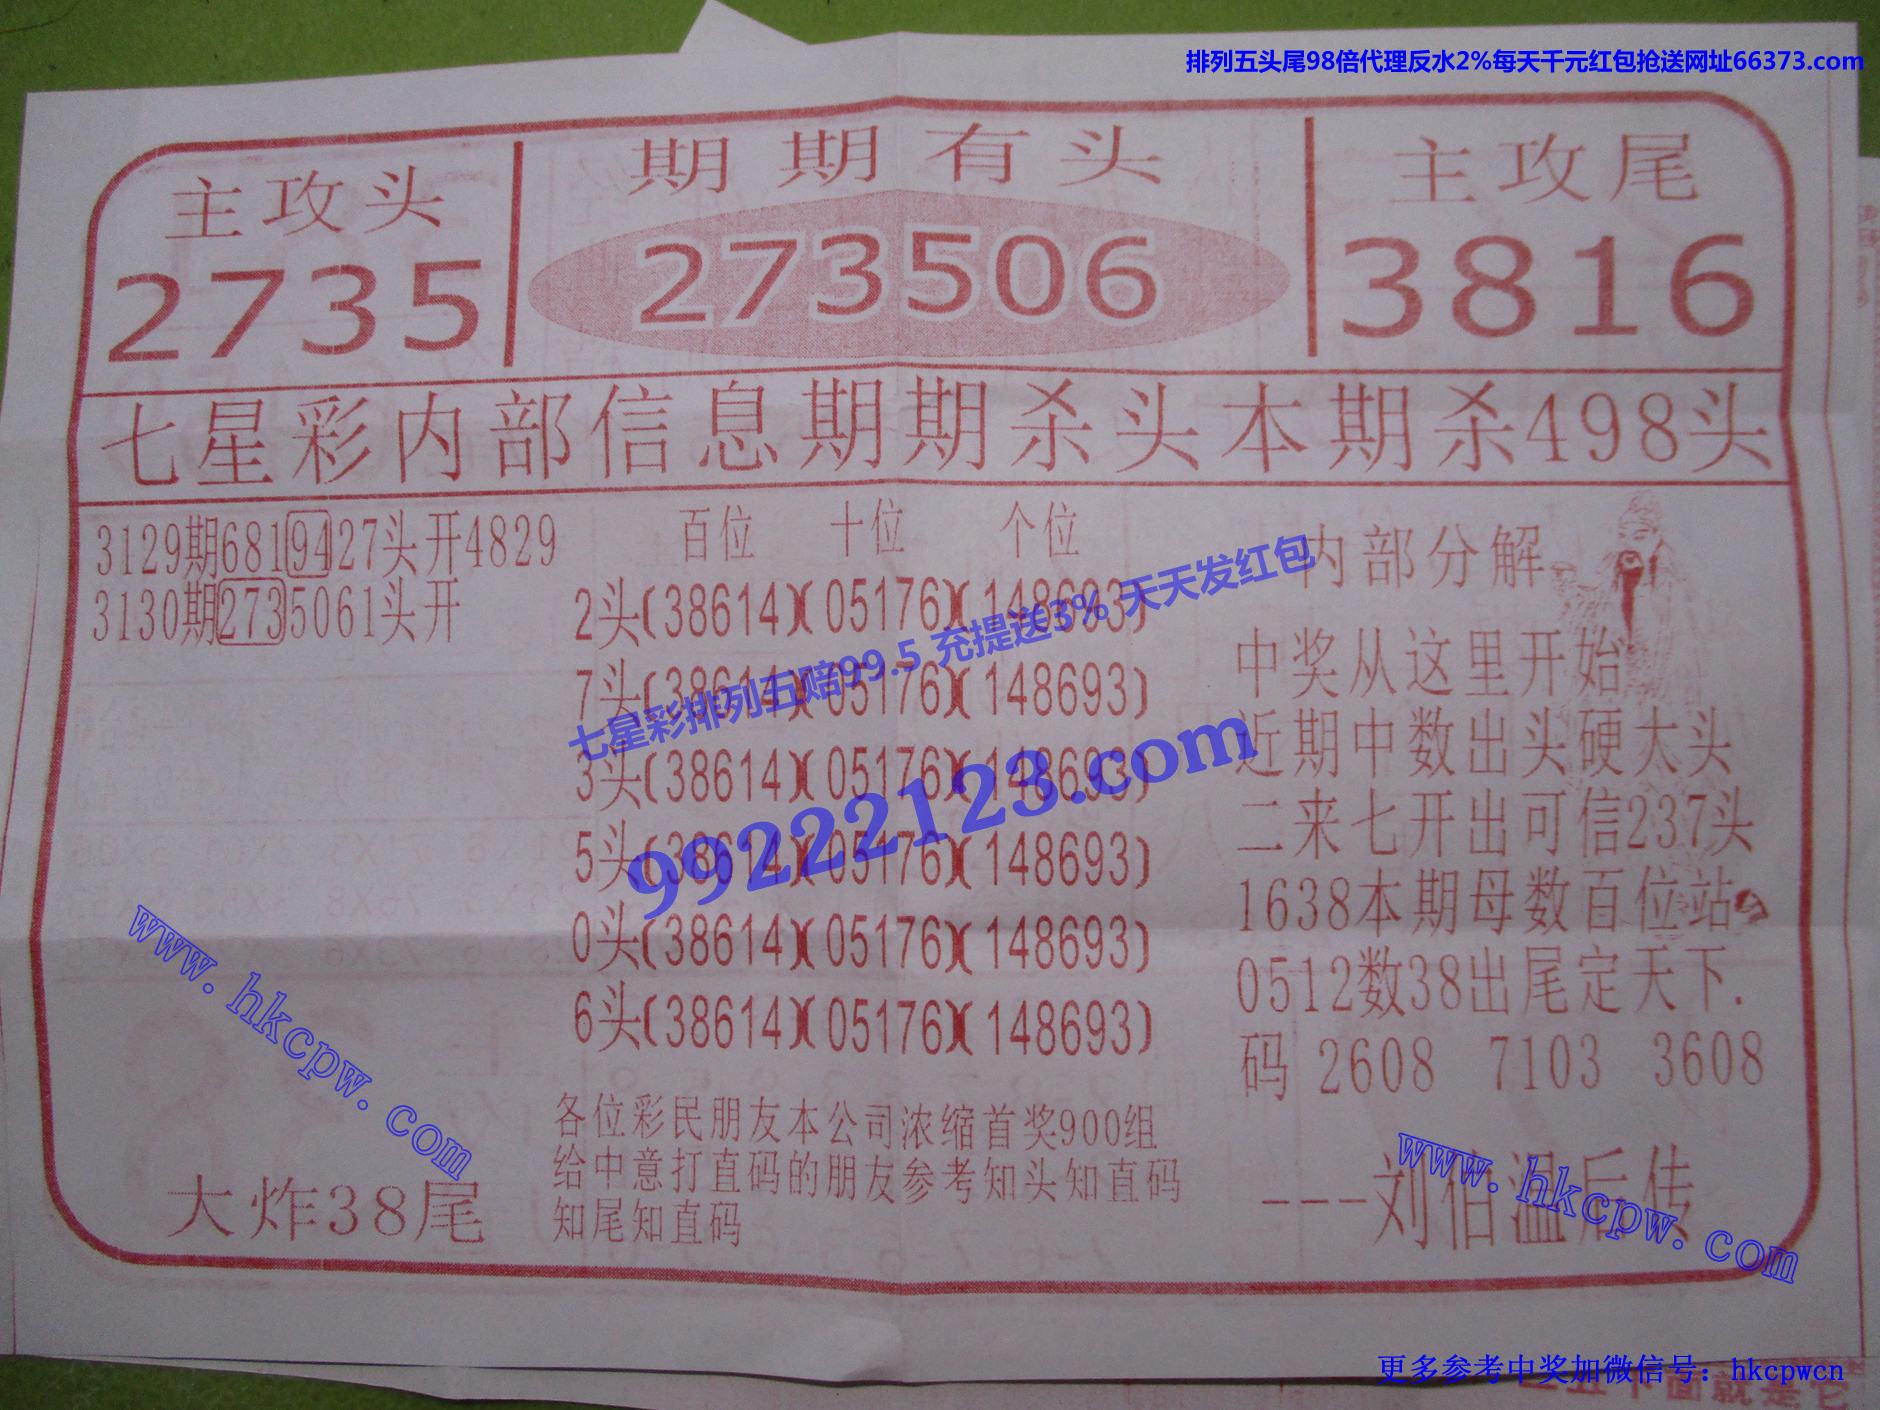 排列五头尾98倍代理反水2%每天千元红包抢送网址66373.com
主攻头
2735
期期有头
273506
主攻尾
3816
七星彩内部信息期期杀头本期杀498头
3129期6819427头开4829
3130期2735061头开
大炸38尾
百位 十位 个位
2头(38614)(05176)(148693)
7头(38614)(05176)(148693)
3头(38614)(05176)(148693)
5头(38614)(05176)(148693)
0头(38614)(05176)(148693)
6头(38614)(05176)(148693)
各位彩民朋友本公司浓缩首奖900组
给中意打直码的朋友参考知头知直码
知尾知直码
内部分解
中奖从这里开始
近期中数出头硬太头
二来七开出可信237头
1638本期母数百位站
0512数38出尾定天下.
码 2608 7103 3608
---刘伯温后传
七星彩排列五赔99.5 充提送3% 天天发红包
99222123.com
www.hkcpw.com
www.hkcpw.com
更多参考中奖加微信号：hkcpwcn